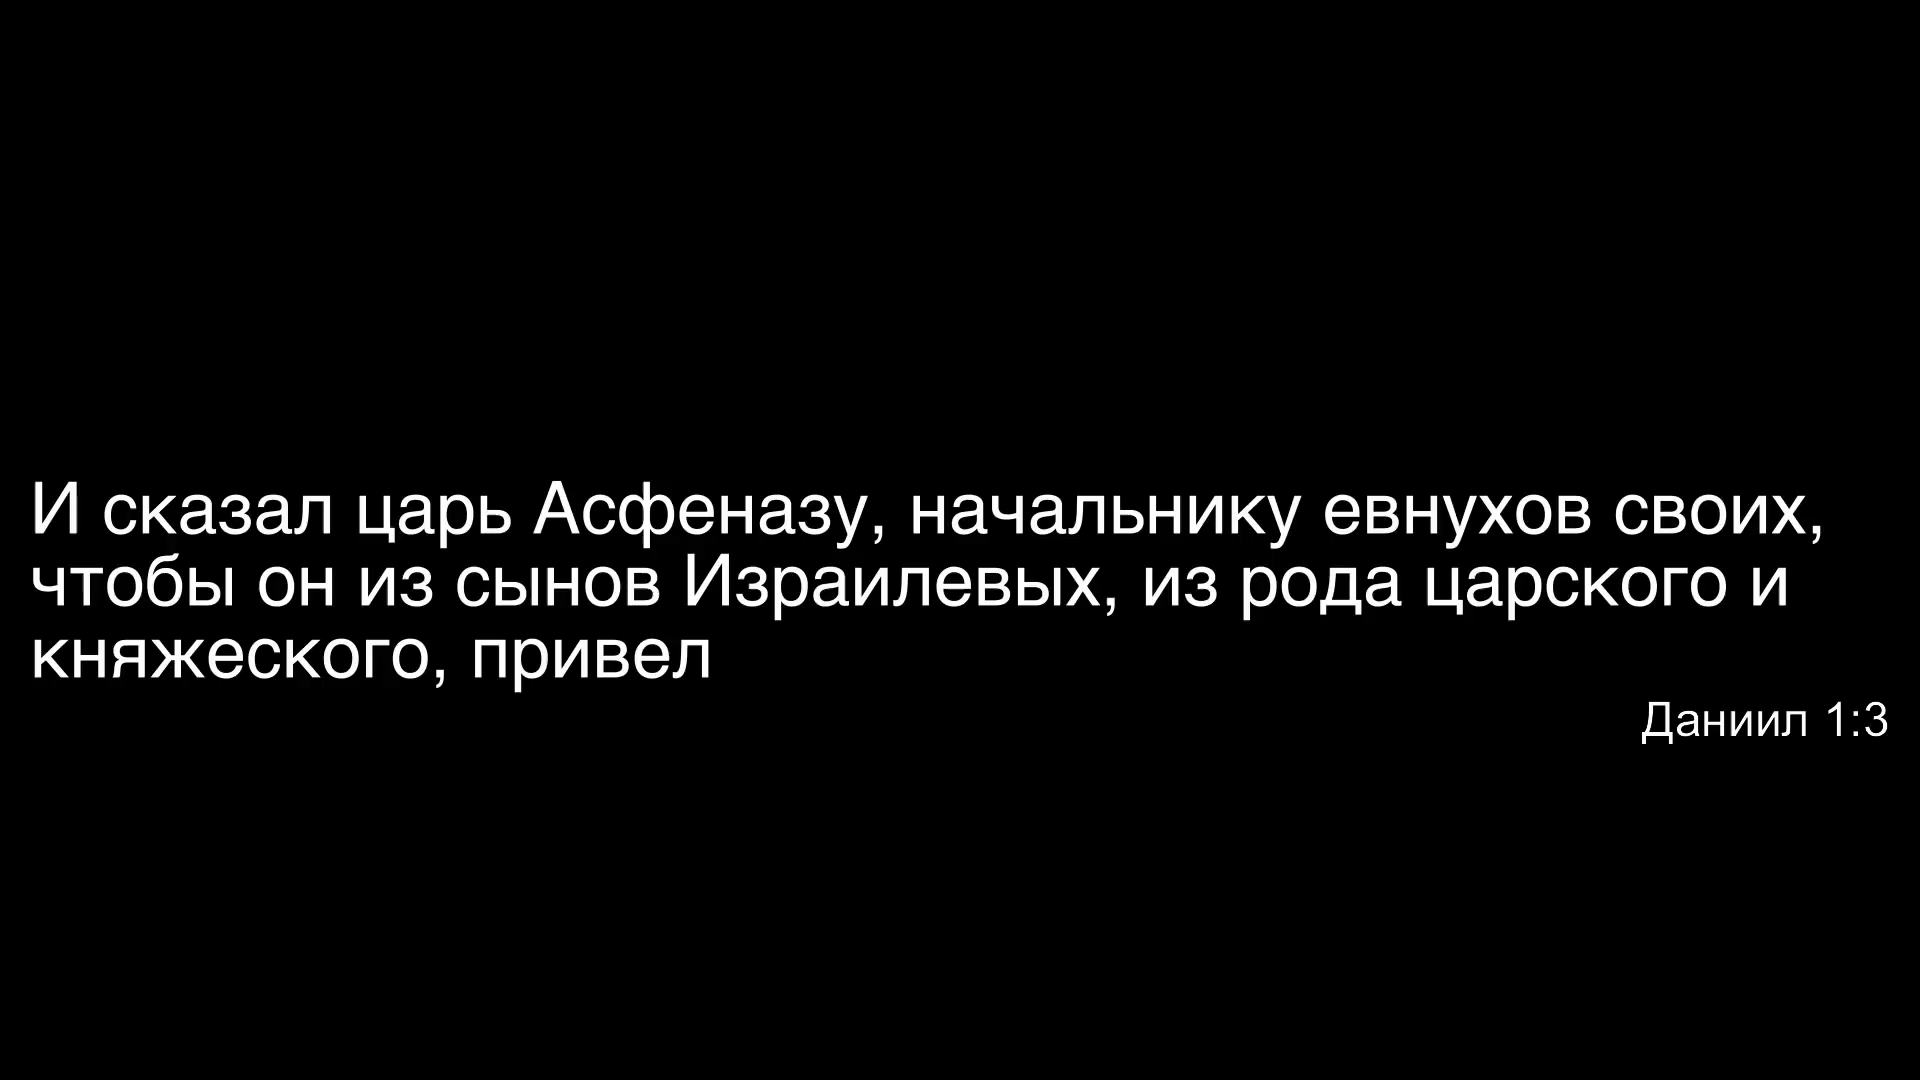 И сказал царь Асфеназу, начальнику евнухов своих,
чтобы он из сынов Израилевых, из рода царского и
княжеского, привел
Даниил 1:3